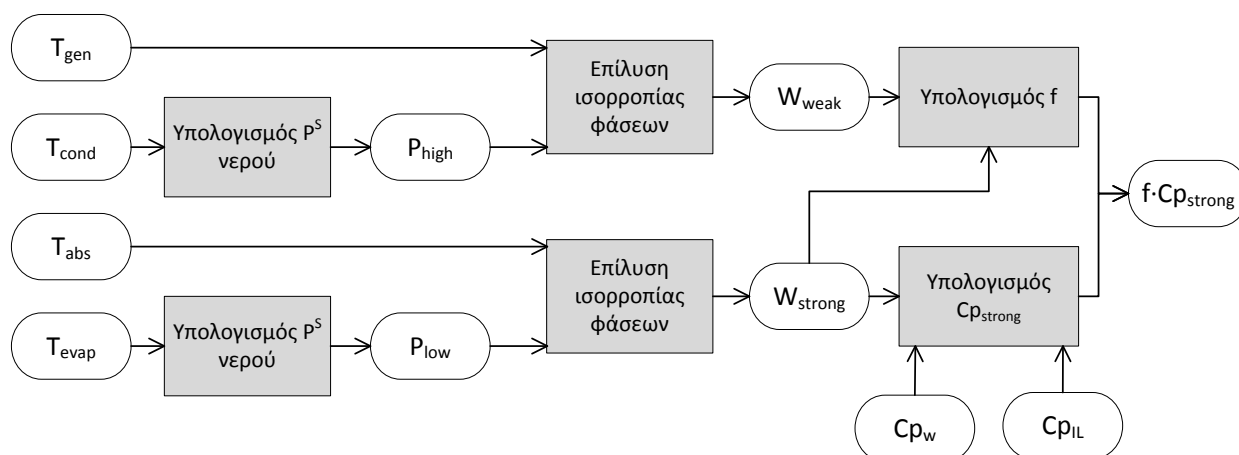 T_gen
Επίλυση
ισορροπίας
φάσεων
W_weak
Υπολογισμός f
T_cond
Υπολογισμός P^S
νερού
P_high
f·Cp_strong
T_abs
Επίλυση
ισορροπίας
φάσεων
W_strong
Υπολογισμός
Cp_strong
T_evap
Υπολογισμός P^S
νερού
P_low
Cp_w
Cp_IL